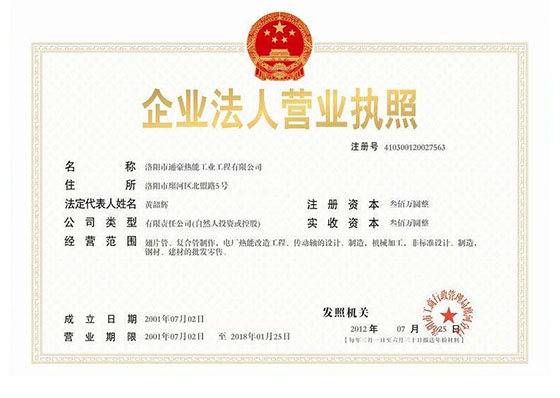 企业法人营业执照
注册号 410300120027563
名称 洛阳市通豪热能工业工程有限公司
住所 洛阳市瀍河区北盟路5号
法定代表人姓名 黄韶辉 注册资本 叁佰万圆整
公司类型 有限责任公司(自然人投资或控股) 实收资本 叁佰万圆整
经营范围 翅片管、复合管制作，电厂热能改造工程、传动轴的设计、制造，机械加工，非标准设计、制造，
钢材、建材的批发零售。
成立日期 2001年07月02日
发照机关
营业期限 2001年07月02日 至 2018年01月25日
2012 年 07 月 25 日
【每年三月一日至六月三十日报送年检材料】